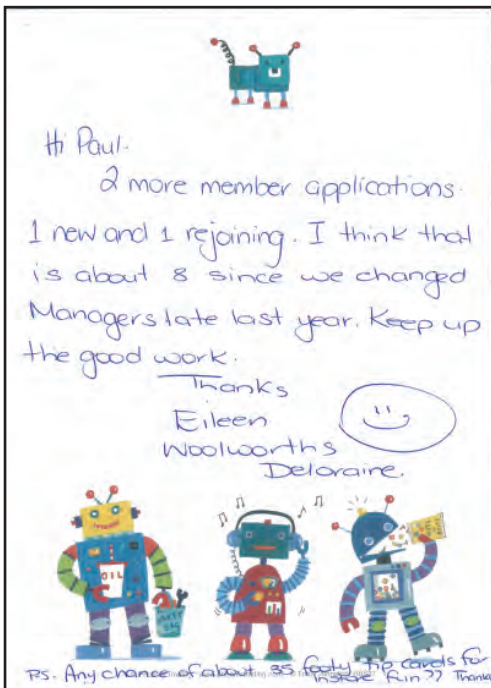 Hi Paul.
2 more member applications.
1 new and 1 rejoining. I think that
is about 8 since we changed
Managers late last year. Keep up
the good work.
Thanks
Eileen
Woolworths
Deloraine.
OIL
PS. Any chance of about 35 footy tip cards for
instore fun?? Thanks